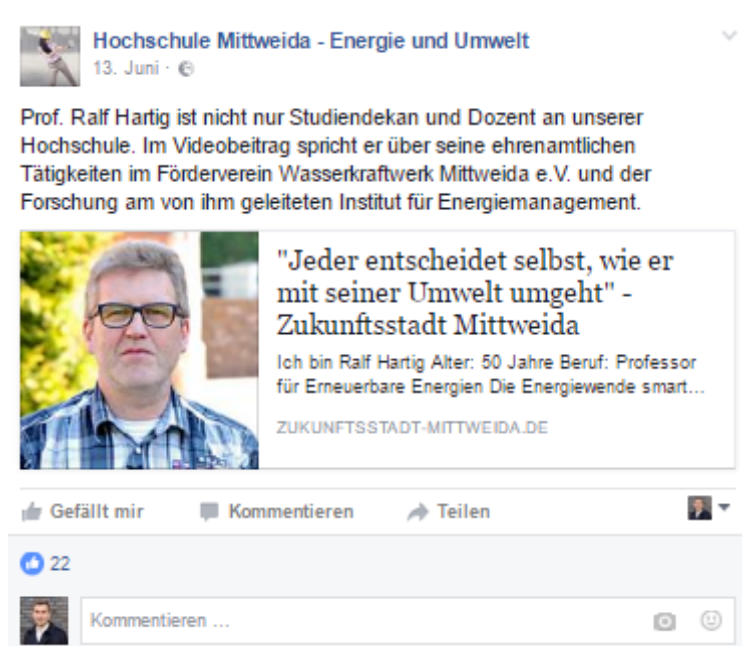 Hochschule Mittweida - Energie und Umwelt
13. Juni ·
Prof. Ralf Hartig ist nicht nur Studiendekan und Dozent an unserer
Hochschule. Im Videobeitrag spricht er über seine ehrenamtlichen
Tätigkeiten im Förderverein Wasserkraftwerk Mittweida e.V. und der
Forschung am von ihm geleiteten Institut für Energiemanagement.
"Jeder entscheidet selbst, wie er
mit seiner Umwelt umgeht" -
Zukunftsstadt Mittweida
Ich bin Ralf Hartig Alter: 50 Jahre Beruf: Professor
für Erneuerbare Energien Die Energiewende smart...
ZUKUNFTSSTADT-MITTWEIDA.DE
Gefällt mir Kommentieren Teilen
22
Kommentieren ...